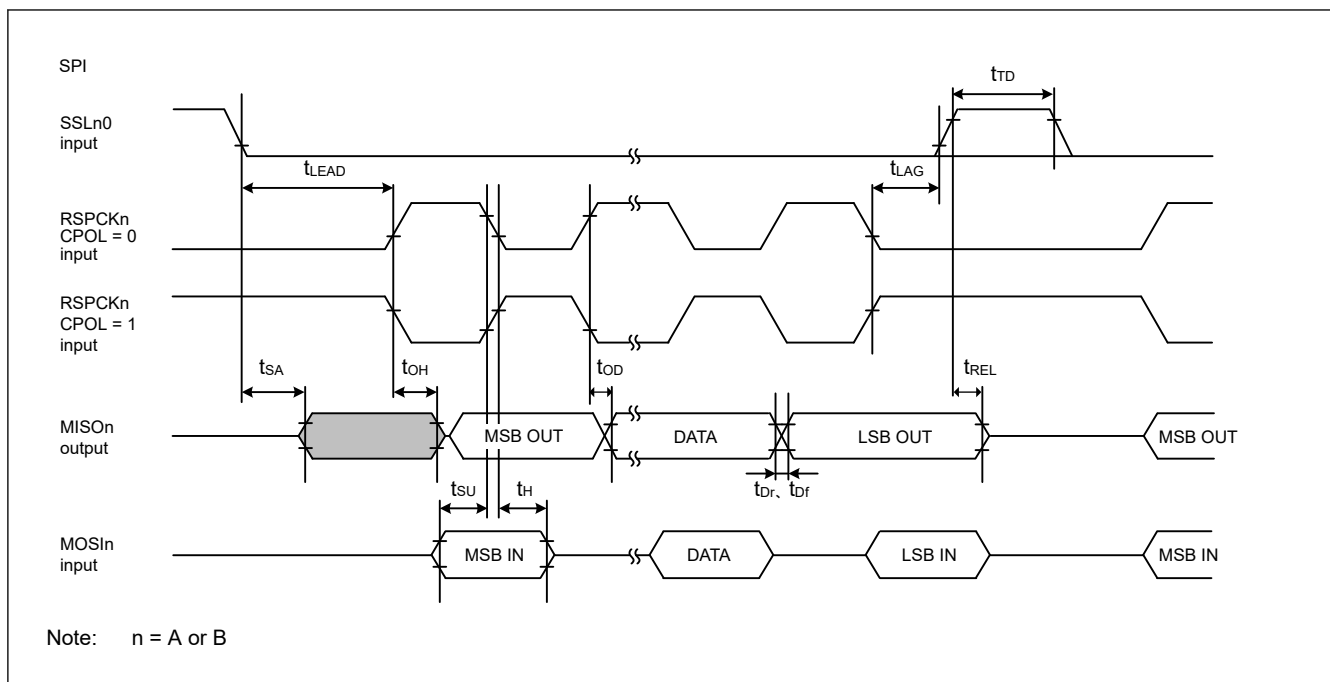 SPI
tTD
SSLn0
input
tLEAD
tLAG
RSPCKn
CPOL = 0
input
RSPCKn
CPOL = 1
input
tSA
tOH
tOD
tREL
MISOn
output
MSB OUT
DATA
LSB OUT
MSB OUT
tSU
tH
tDr、tDf
MOSIn
input
MSB IN
DATA
LSB IN
MSB IN
Note: n = A or B